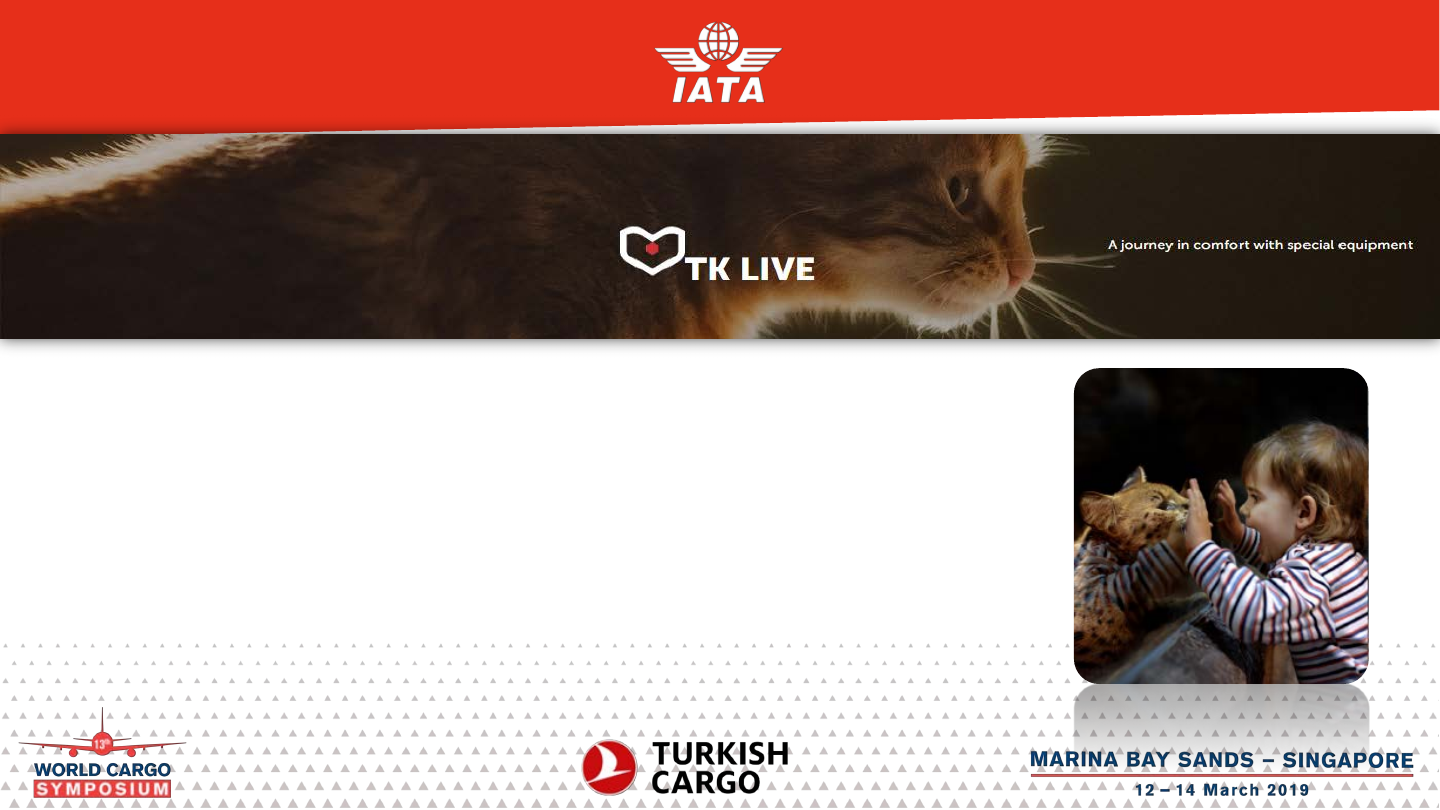 IATA
TK LIVE
A journey in comfort with special equipment
13th
WORLD CARGO
SYMPOSIUM
TURKISH
CARGO
MARINA BAY SANDS – SINGAPORE
12 – 14 March 2019